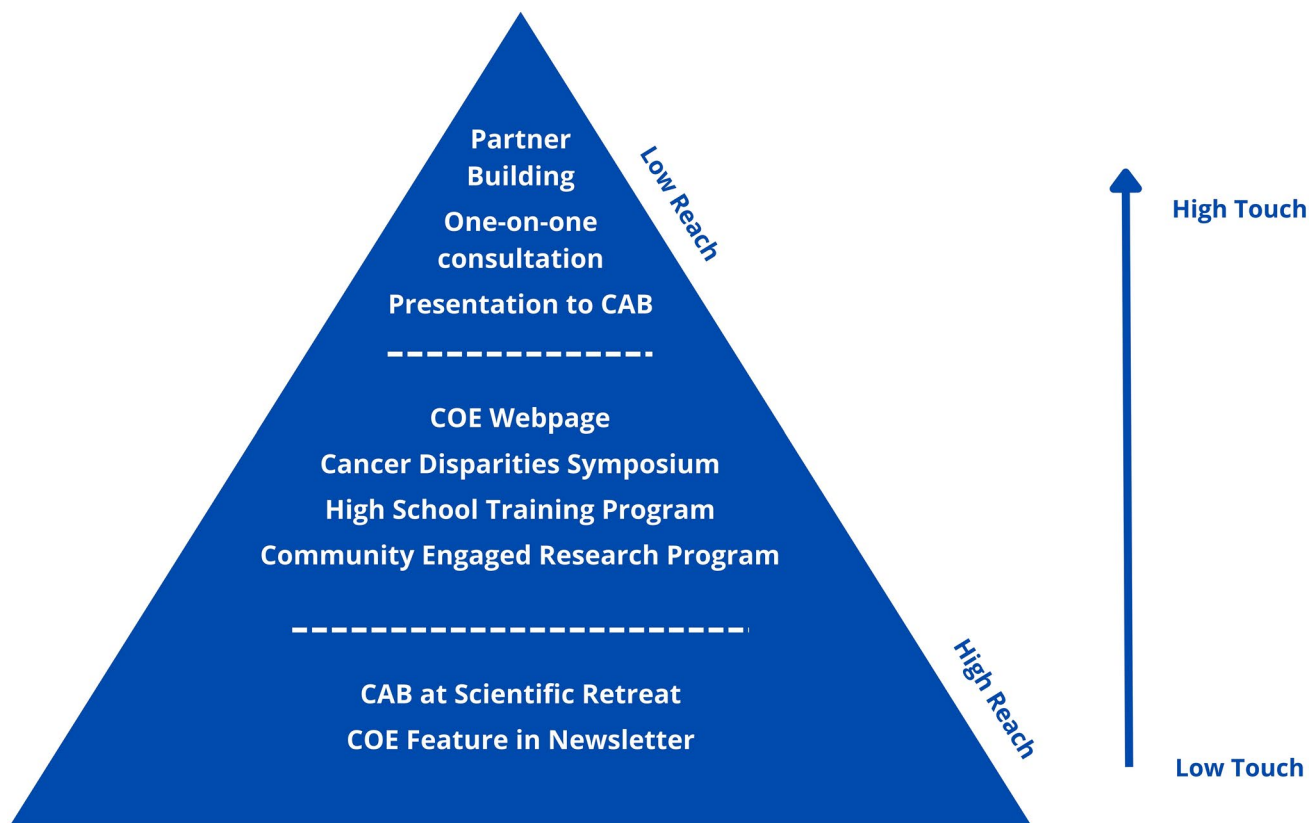 Partner
Building
One-on-one
consultation
Presentation to CAB
COE Webpage
Cancer Disparities Symposium
High School Training Program
Community Engaged Research Program
CAB at Scientific Retreat
COE Feature in Newsletter
Low Reach
High Reach
High Touch
Low Touch